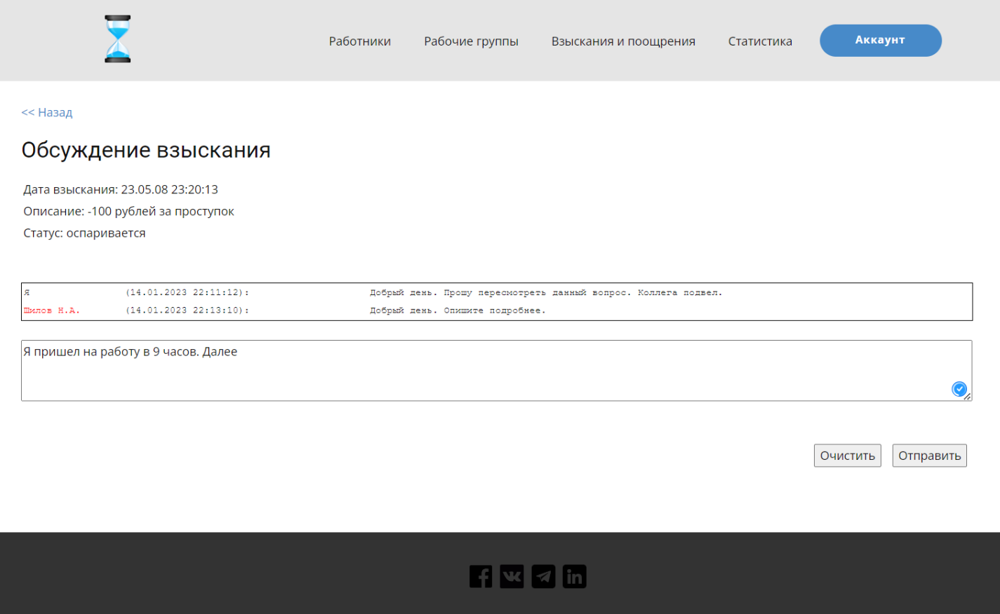 Работники Рабочие группы Взыскания и поощрения Статистика Аккаунт
<< Назад
Обсуждение взыскания
Дата взыскания: 23.05.08 23:20:13
Описание: -100 рублей за проступок
Статус: оспаривается
Я (14.01.2023 22:11:12): Добрый день. Прошу пересмотреть данный вопрос. Коллега подвел.
Шилов Н.А. (14.01.2023 22:13:10): Добрый день. Опишите подробнее.
Я пришел на работу в 9 часов. Далее
Очистить Отправить